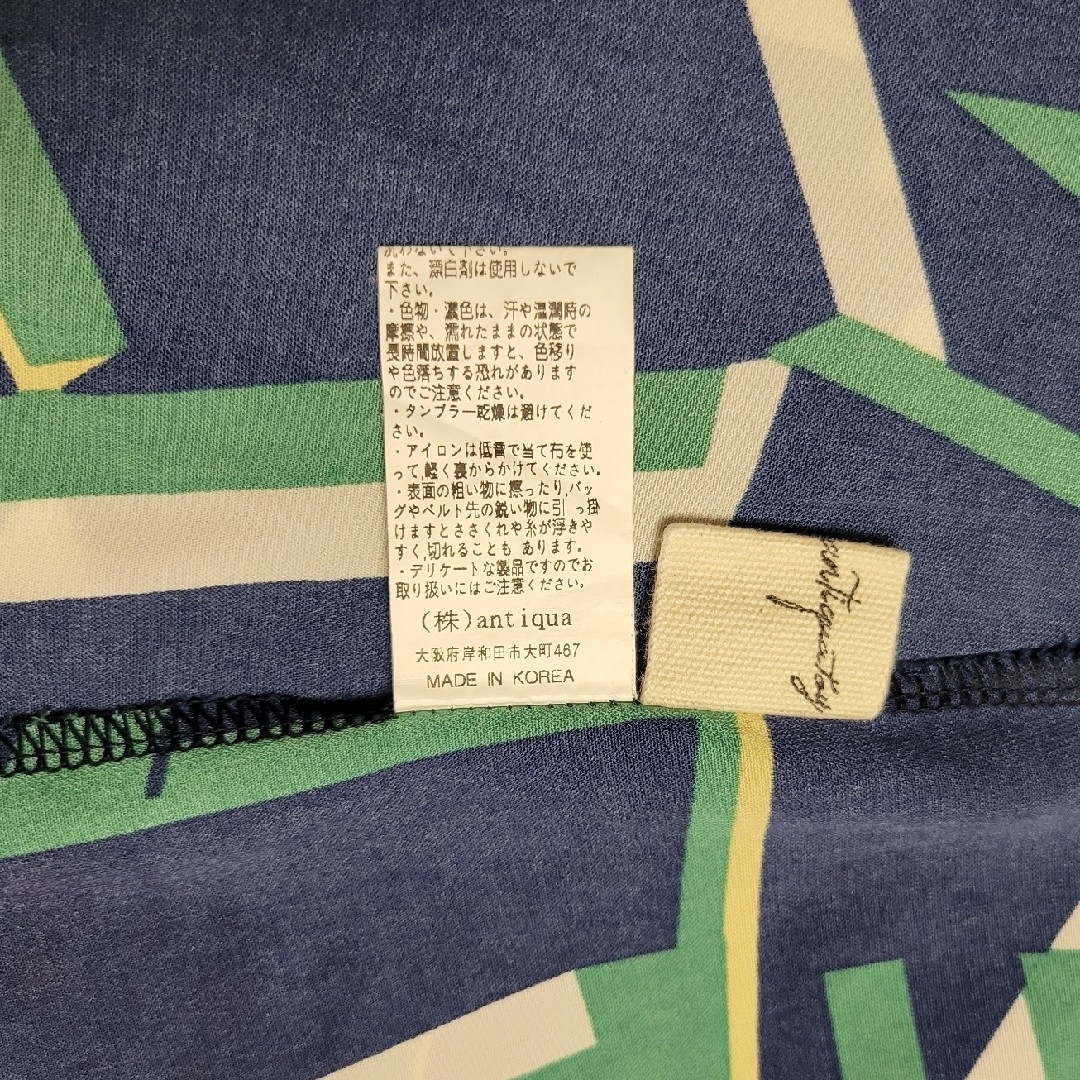 洗わないで下さい。
また、漂白剤は使用しないで
下さい。
・色物・濃色は、汗や湿潤時の
摩擦や、濡れたままの状態で
長時間放置しますと、色移り
や色落ちする恐れがあります
のでご注意ください。
・タンブラー乾燥は避けてくだ
さい。
・アイロンは低音で当て布を使
って,軽く裏からかけてください。
・表面の粗い物に擦ったり,バッ
グやベルト先の鋭い物に引っ掛
けますとささくれや糸が浮きや
すく,切れることも あります。
・デリケートな製品ですのでお
取り扱いにはご注意ください。
(株)antiqua
大阪府岸和田市大町467
MADE IN KOREA